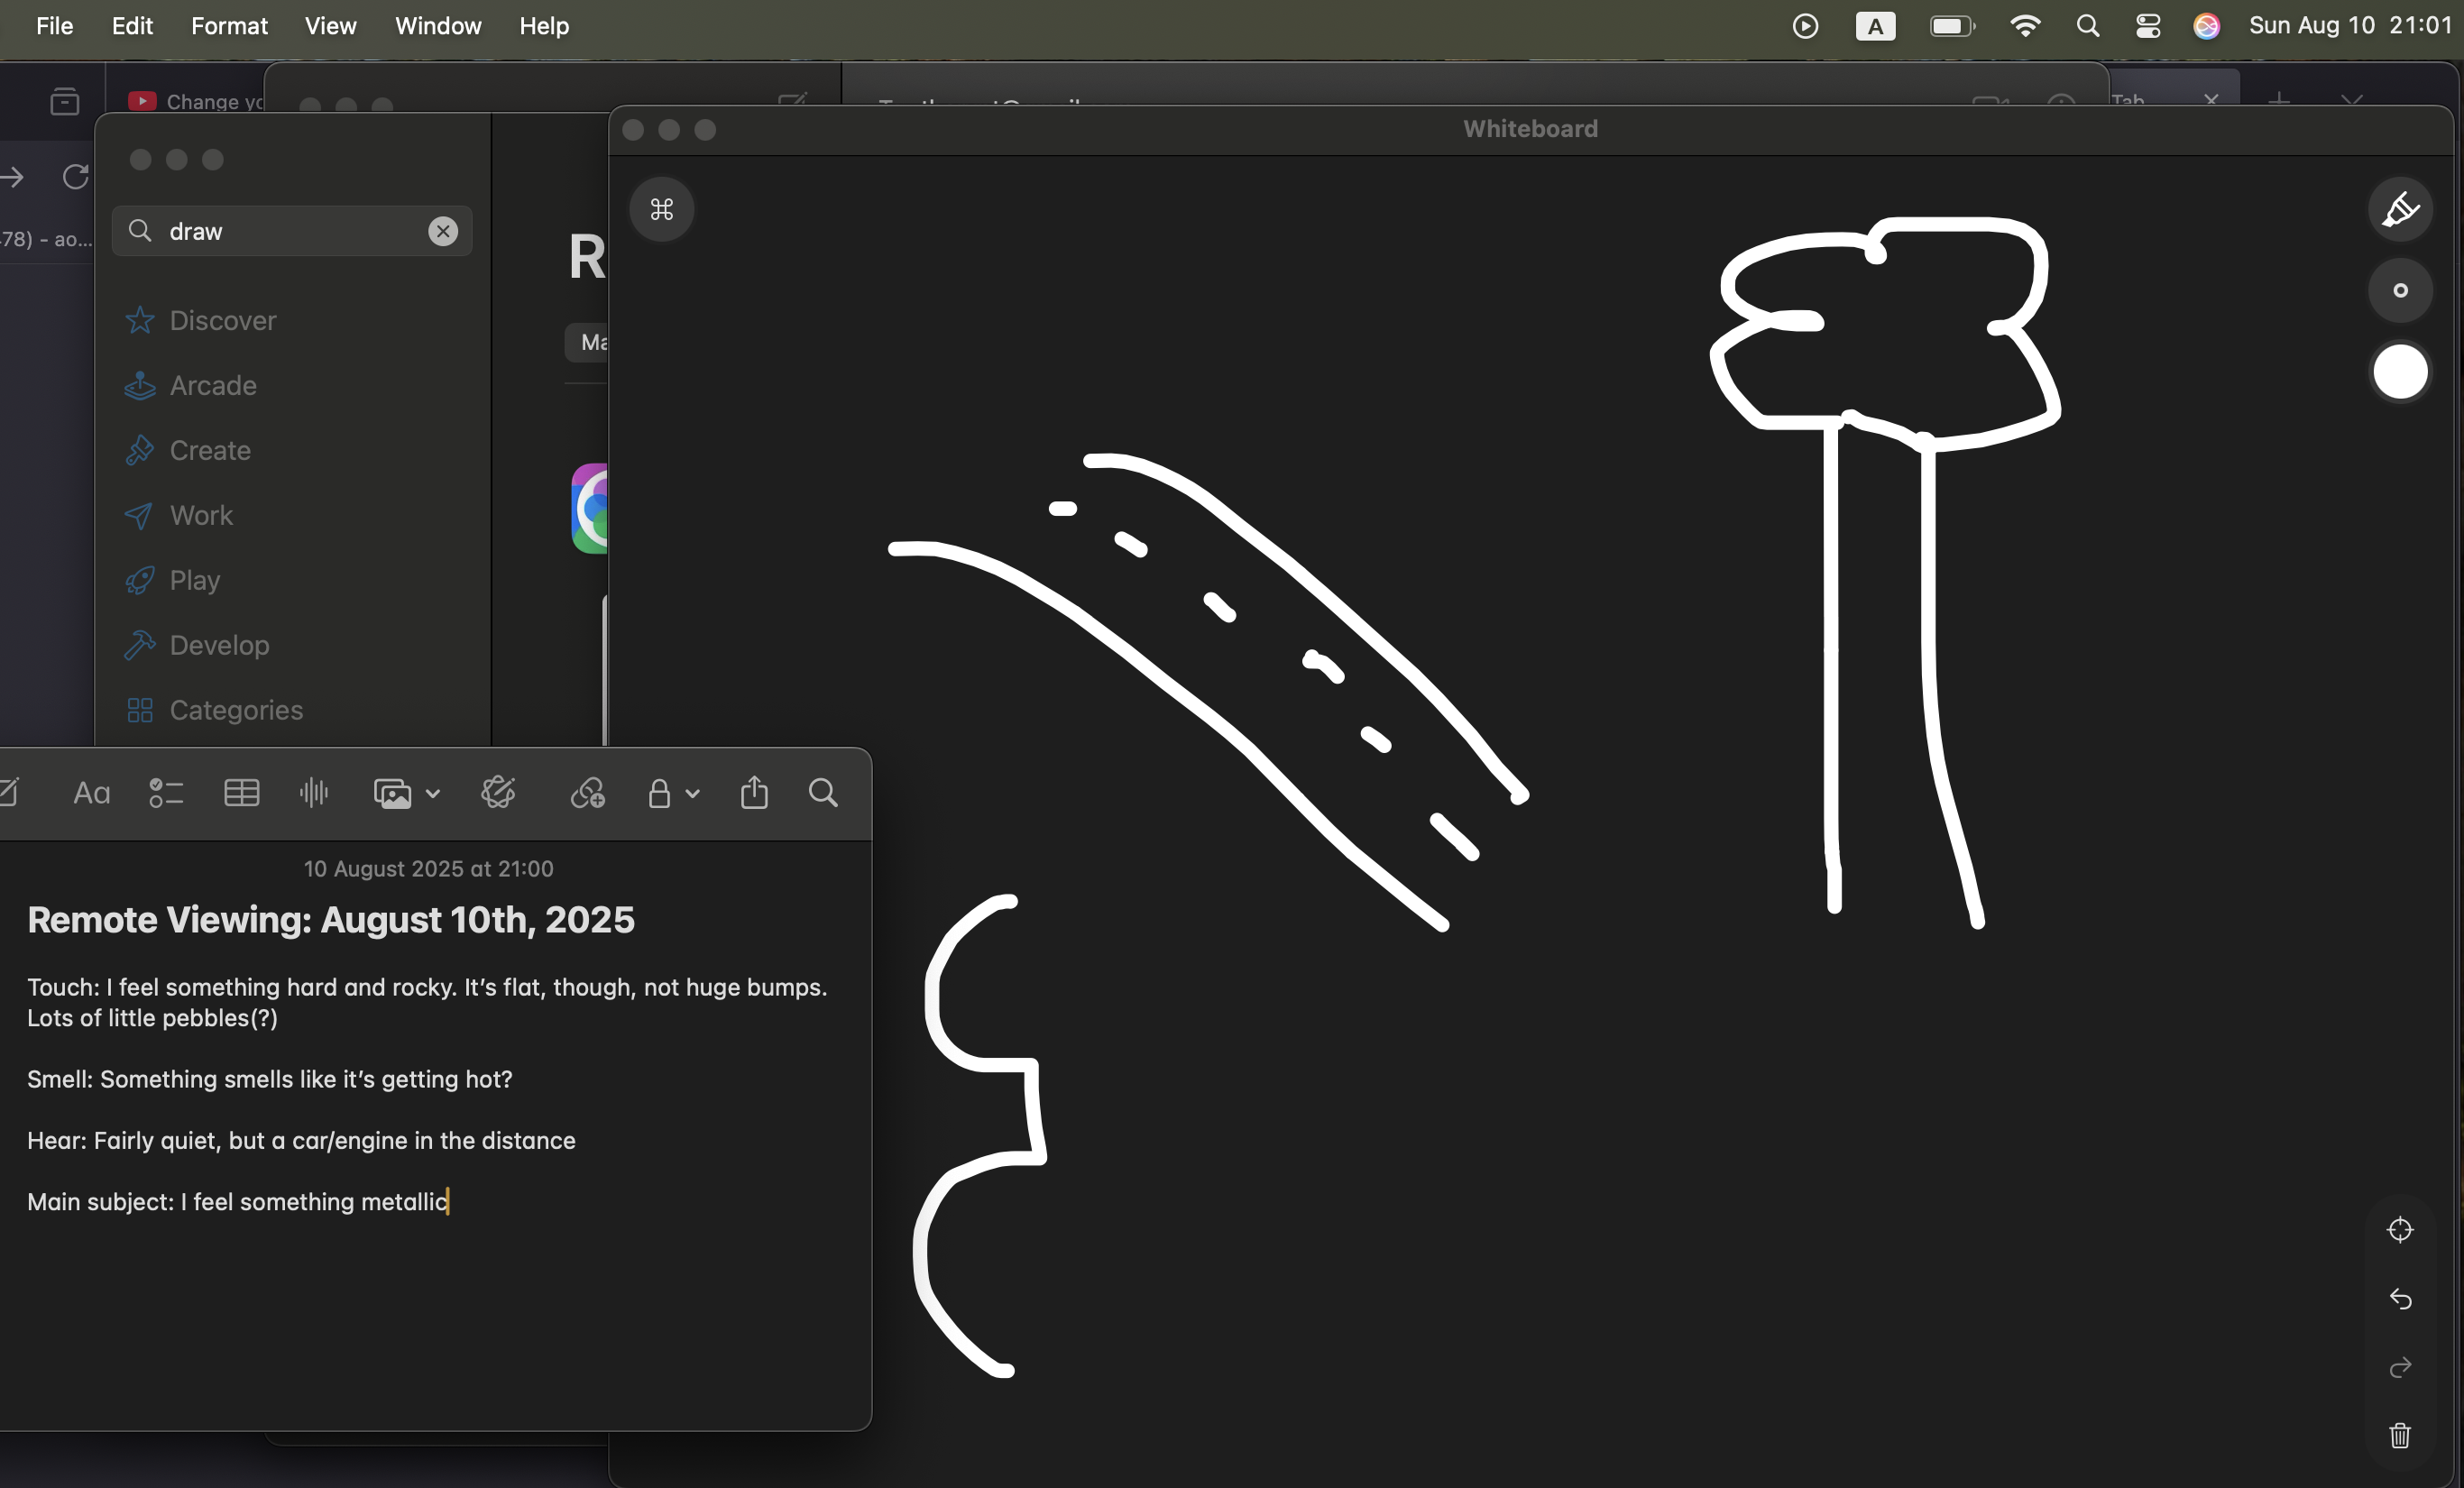 File Edit Format View Window Help
A
Sun Aug 10 21:01
Change yo
Tab
Whiteboard
478) - ao...
draw
R
Ma
Discover
Arcade
Create
Work
Play
Develop
Categories
Aa
10 August 2025 at 21:00
Remote Viewing: August 10th, 2025
Touch: I feel something hard and rocky. It’s flat, though, not huge bumps.
Lots of little pebbles(?)
Smell: Something smells like it’s getting hot?
Hear: Fairly quiet, but a car/engine in the distance
Main subject: I feel something metallic